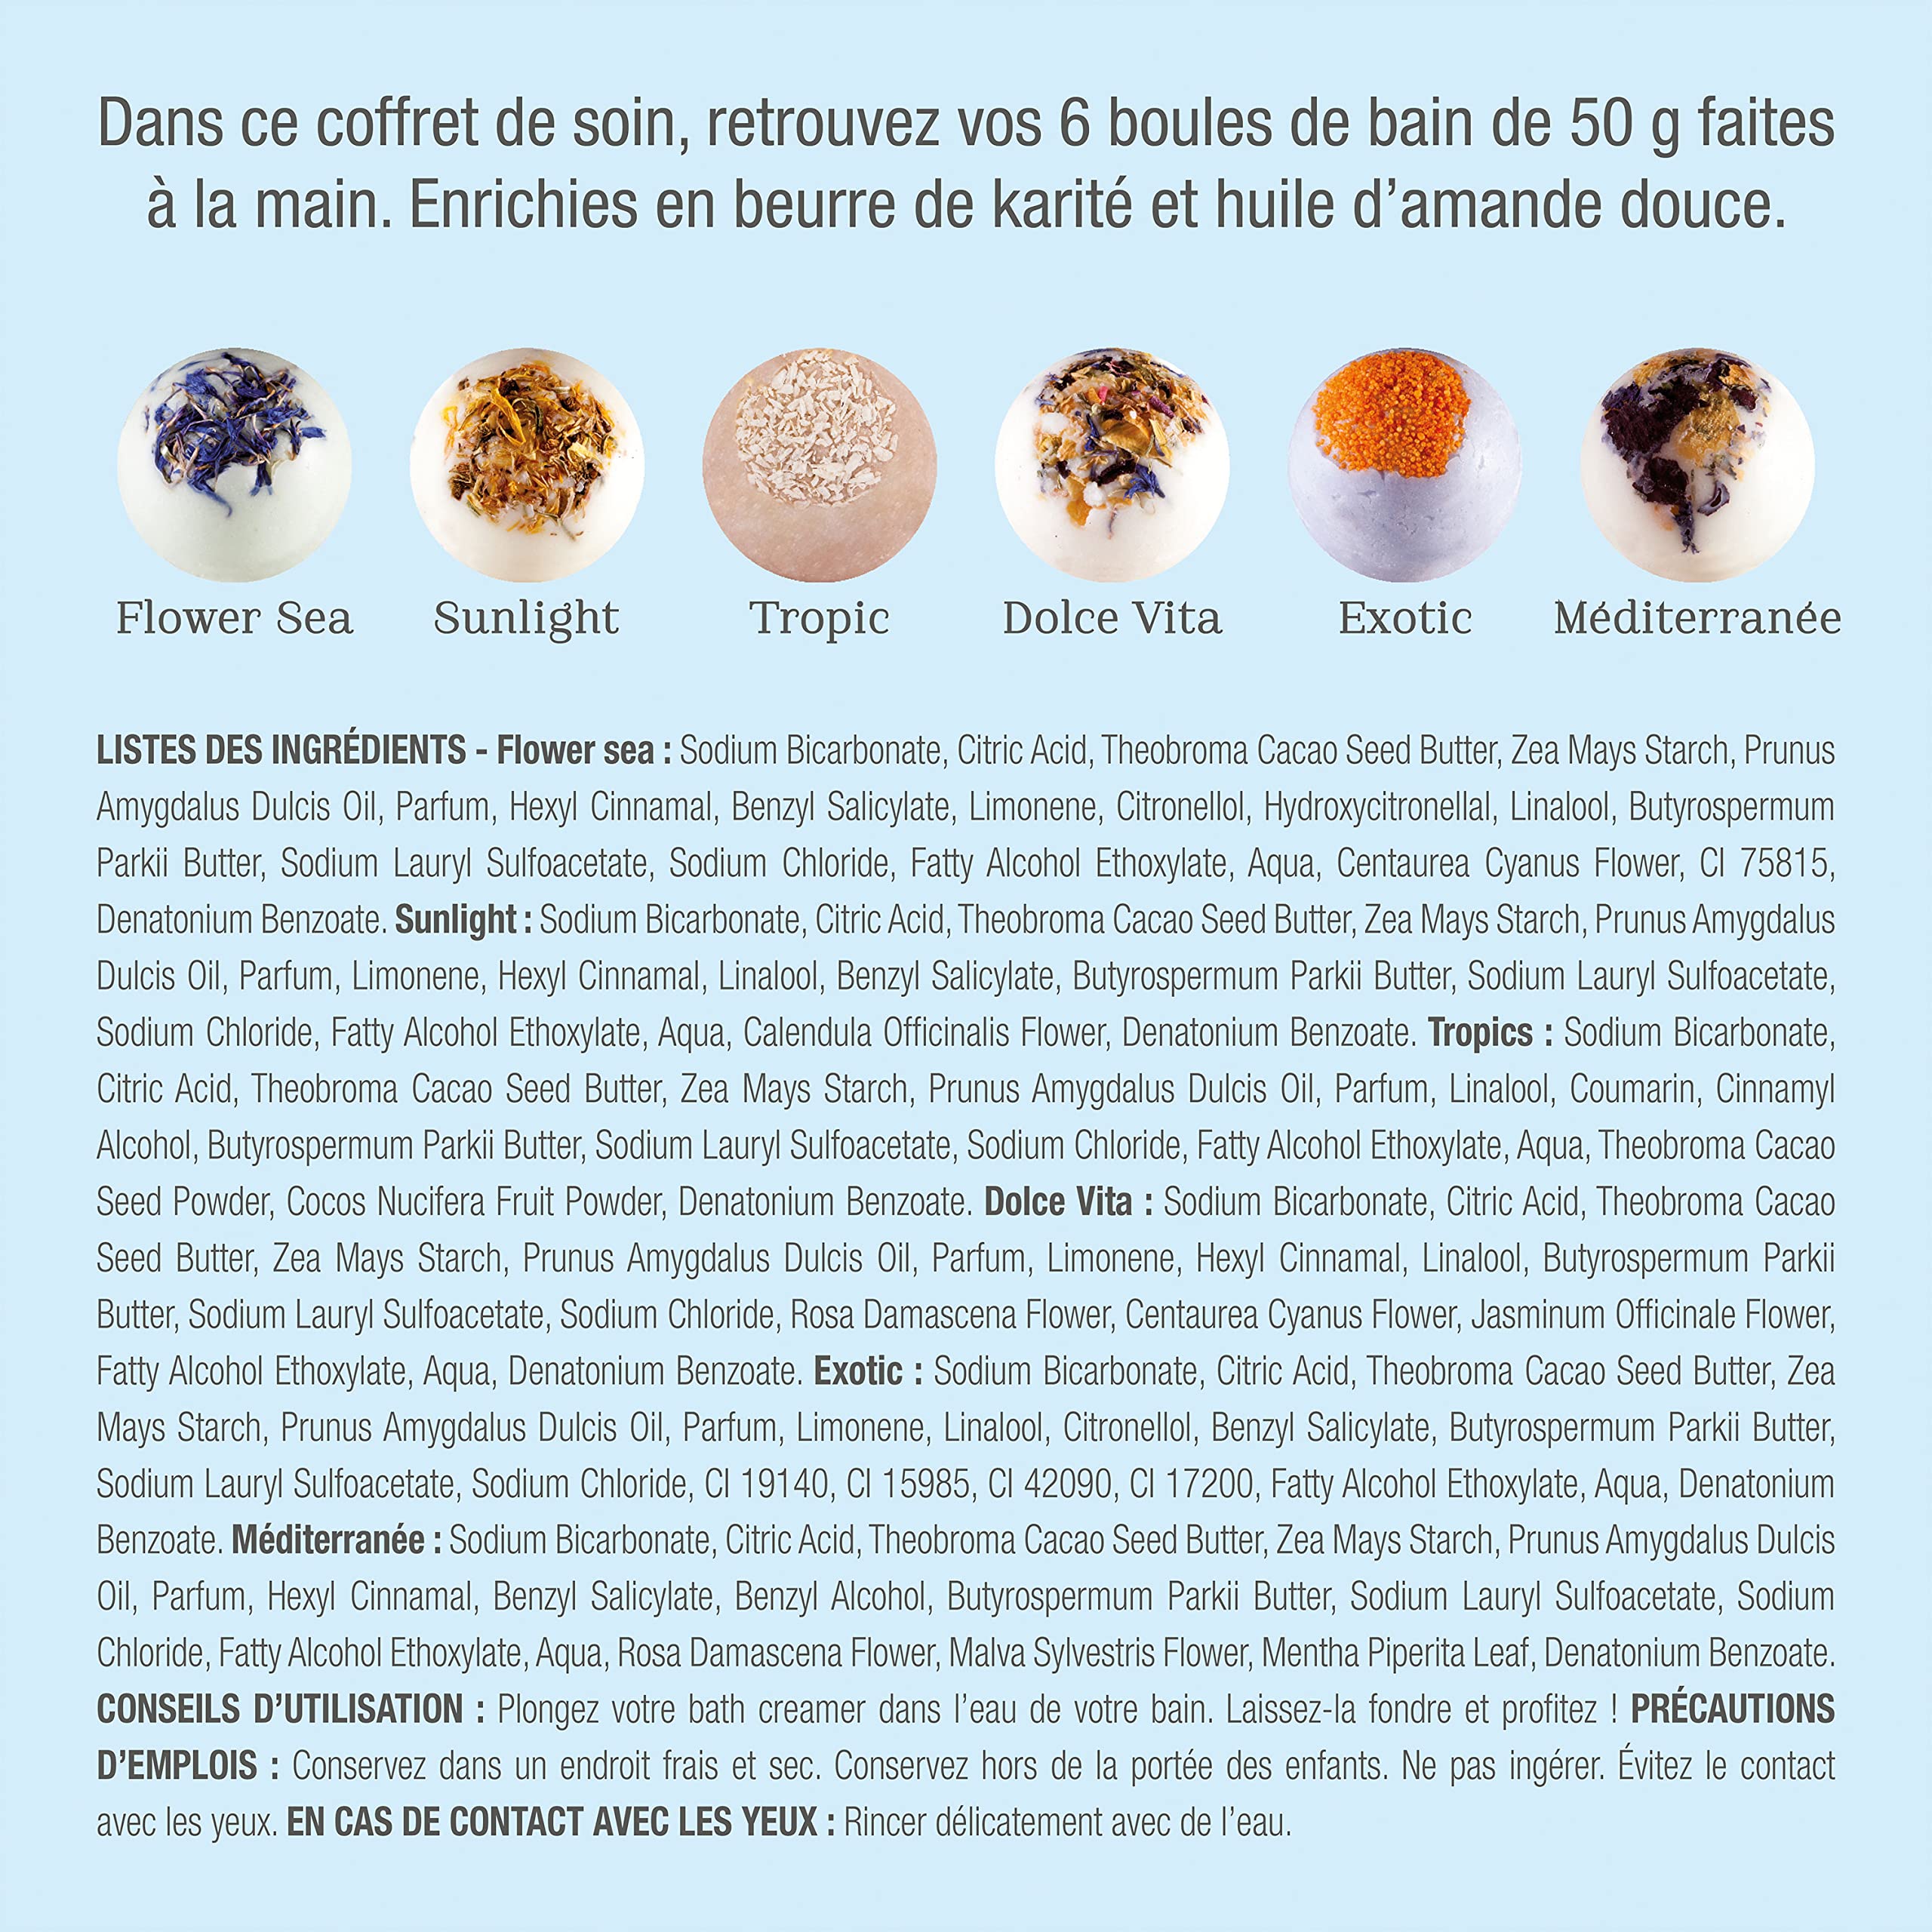 Dans ce coffret de soin, retrouvez vos 6 boules de bain de 50 g faites
à la main. Enrichies en beurre de karité et huile d’amande douce.
Flower Sea Sunlight Tropic Dolce Vita Exotic Méditerranée
LISTES DES INGRÉDIENTS - Flower sea : Sodium Bicarbonate, Citric Acid, Theobroma Cacao Seed Butter, Zea Mays Starch, Prunus
Amygdalus Dulcis Oil, Parfum, Hexyl Cinnamal, Benzyl Salicylate, Limonene, Citronellol, Hydroxycitronellal, Linalool, Butyrospermum
Parkii Butter, Sodium Lauryl Sulfoacetate, Sodium Chloride, Fatty Alcohol Ethoxylate, Aqua, Centaurea Cyanus Flower, CI 75815,
Denatonium Benzoate. Sunlight : Sodium Bicarbonate, Citric Acid, Theobroma Cacao Seed Butter, Zea Mays Starch, Prunus Amygdalus
Dulcis Oil, Parfum, Limonene, Hexyl Cinnamal, Linalool, Benzyl Salicylate, Butyrospermum Parkii Butter, Sodium Lauryl Sulfoacetate,
Sodium Chloride, Fatty Alcohol Ethoxylate, Aqua, Calendula Officinalis Flower, Denatonium Benzoate. Tropics : Sodium Bicarbonate,
Citric Acid, Theobroma Cacao Seed Butter, Zea Mays Starch, Prunus Amygdalus Dulcis Oil, Parfum, Linalool, Coumarin, Cinnamyl
Alcohol, Butyrospermum Parkii Butter, Sodium Lauryl Sulfoacetate, Sodium Chloride, Fatty Alcohol Ethoxylate, Aqua, Theobroma Cacao
Seed Powder, Cocos Nucifera Fruit Powder, Denatonium Benzoate. Dolce Vita : Sodium Bicarbonate, Citric Acid, Theobroma Cacao
Seed Butter, Zea Mays Starch, Prunus Amygdalus Dulcis Oil, Parfum, Limonene, Hexyl Cinnamal, Linalool, Butyrospermum Parkii
Butter, Sodium Lauryl Sulfoacetate, Sodium Chloride, Rosa Damascena Flower, Centaurea Cyanus Flower, Jasminum Officinale Flower,
Fatty Alcohol Ethoxylate, Aqua, Denatonium Benzoate. Exotic : Sodium Bicarbonate, Citric Acid, Theobroma Cacao Seed Butter, Zea
Mays Starch, Prunus Amygdalus Dulcis Oil, Parfum, Limonene, Linalool, Citronellol, Benzyl Salicylate, Butyrospermum Parkii Butter,
Sodium Lauryl Sulfoacetate, Sodium Chloride, CI 19140, CI 15985, CI 42090, CI 17200, Fatty Alcohol Ethoxylate, Aqua, Denatonium
Benzoate. Méditerranée : Sodium Bicarbonate, Citric Acid, Theobroma Cacao Seed Butter, Zea Mays Starch, Prunus Amygdalus Dulcis
Oil, Parfum, Hexyl Cinnamal, Benzyl Salicylate, Benzyl Alcohol, Butyrospermum Parkii Butter, Sodium Lauryl Sulfoacetate, Sodium
Chloride, Fatty Alcohol Ethoxylate, Aqua, Rosa Damascena Flower, Malva Sylvestris Flower, Mentha Piperita Leaf, Denatonium Benzoate.
CONSEILS D’UTILISATION : Plongez votre bath creamer dans l’eau de votre bain. Laissez-la fondre et profitez ! PRÉCAUTIONS
D’EMPLOIS : Conservez dans un endroit frais et sec. Conservez hors de la portée des enfants. Ne pas ingérer. Évitez le contact
avec les yeux. EN CAS DE CONTACT AVEC LES YEUX : Rincer délicatement avec de l’eau.